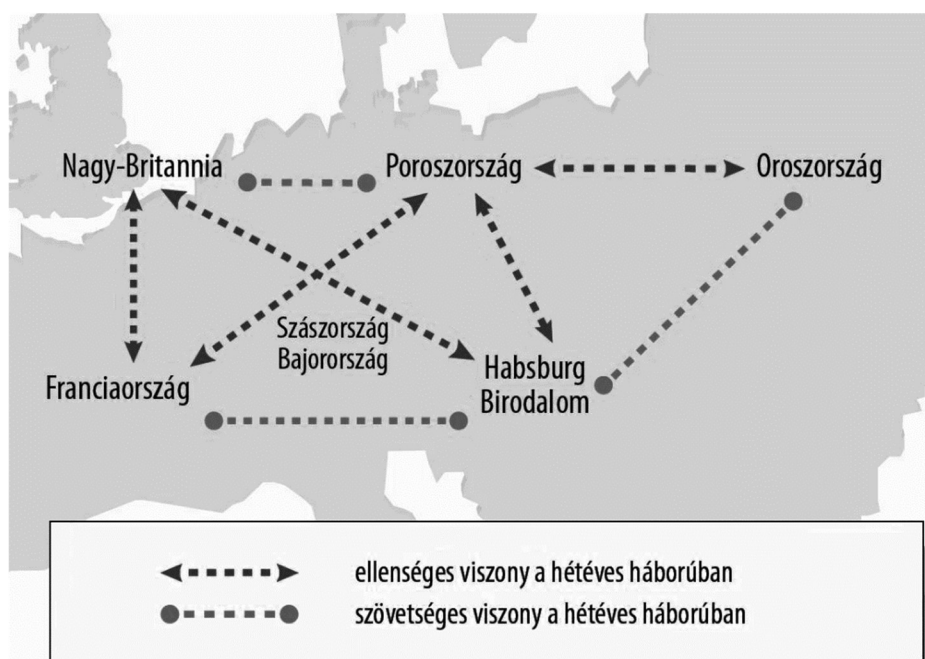 Nagy-Britannia
Poroszország
Oroszország
Szászország
Bajorország
Franciaország
Habsburg
Birodalom
ellenséges viszony a hétéves háborúban
szövetséges viszony a hétéves háborúban